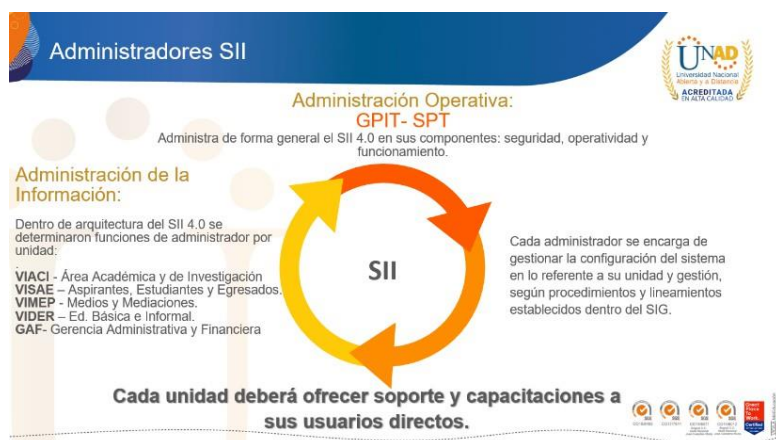 Administradores SII
UNAD
Universidad Nacional
Abierta y a Distancia
ACREDITADA
EN ALTA CALIDAD
Administración Operativa:
GPIT- SPT
Administra de forma general el SII 4.0 en sus componentes: seguridad, operatividad y
funcionamiento.
Administración de la
Información:
Dentro de arquitectura del SII 4.0 se
determinaron funciones de administrador por
unidad:
.
VIACI - Área Académica y de Investigación
VISAE – Aspirantes, Estudiantes y Egresados.
VIMEP - Medios y Mediaciones.
VIDER – Ed. Básica e Informal.
GAF- Gerencia Administrativa y Financiera
SII
Cada administrador se encarga de
gestionar la configuración del sistema
en lo referente a su unidad y gestión,
según procedimientos y lineamientos
establecidos dentro del SIG.
Cada unidad deberá ofrecer soporte y capacitaciones a
sus usuarios directos.
Great
Place
To
Work.
Certified